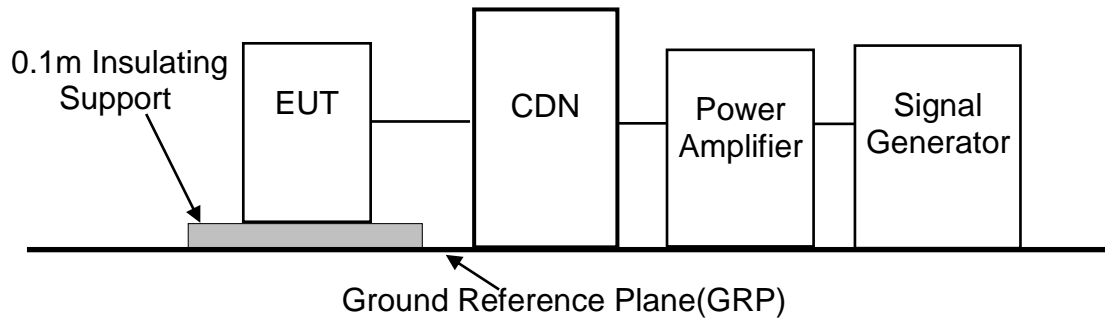 0.1m Insulating
Support
EUT
CDN
Power
Amplifier
Signal
Generator
Ground Reference Plane(GRP)